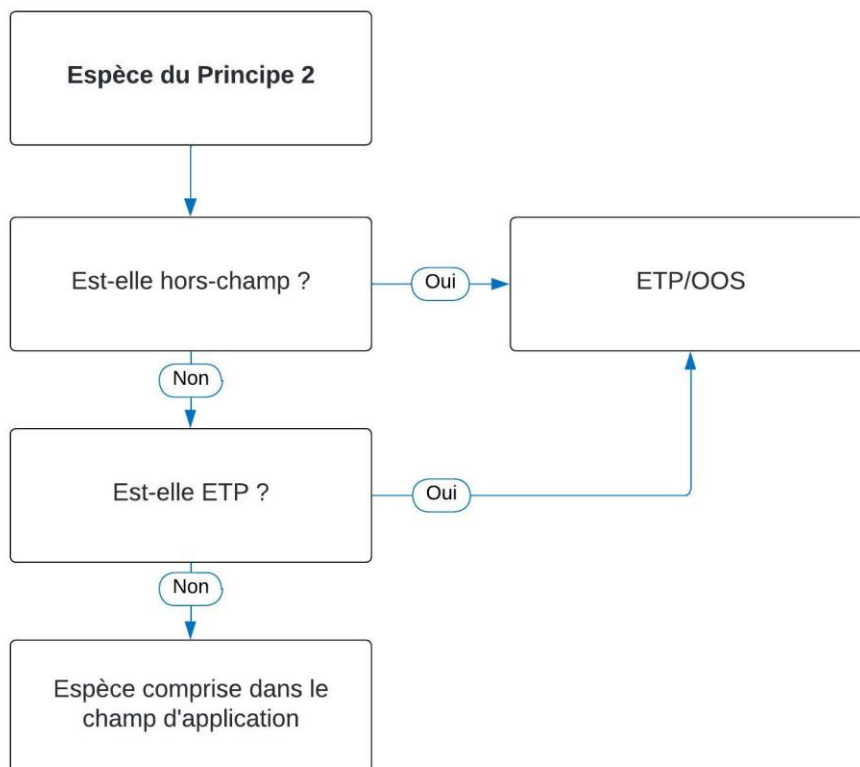 Espèce du Principe 2
Est-elle hors-champ ?
Oui
ETP/OOS
Non
Est-elle ETP ?
Oui
Non
Espèce comprise dans le
champ d'application